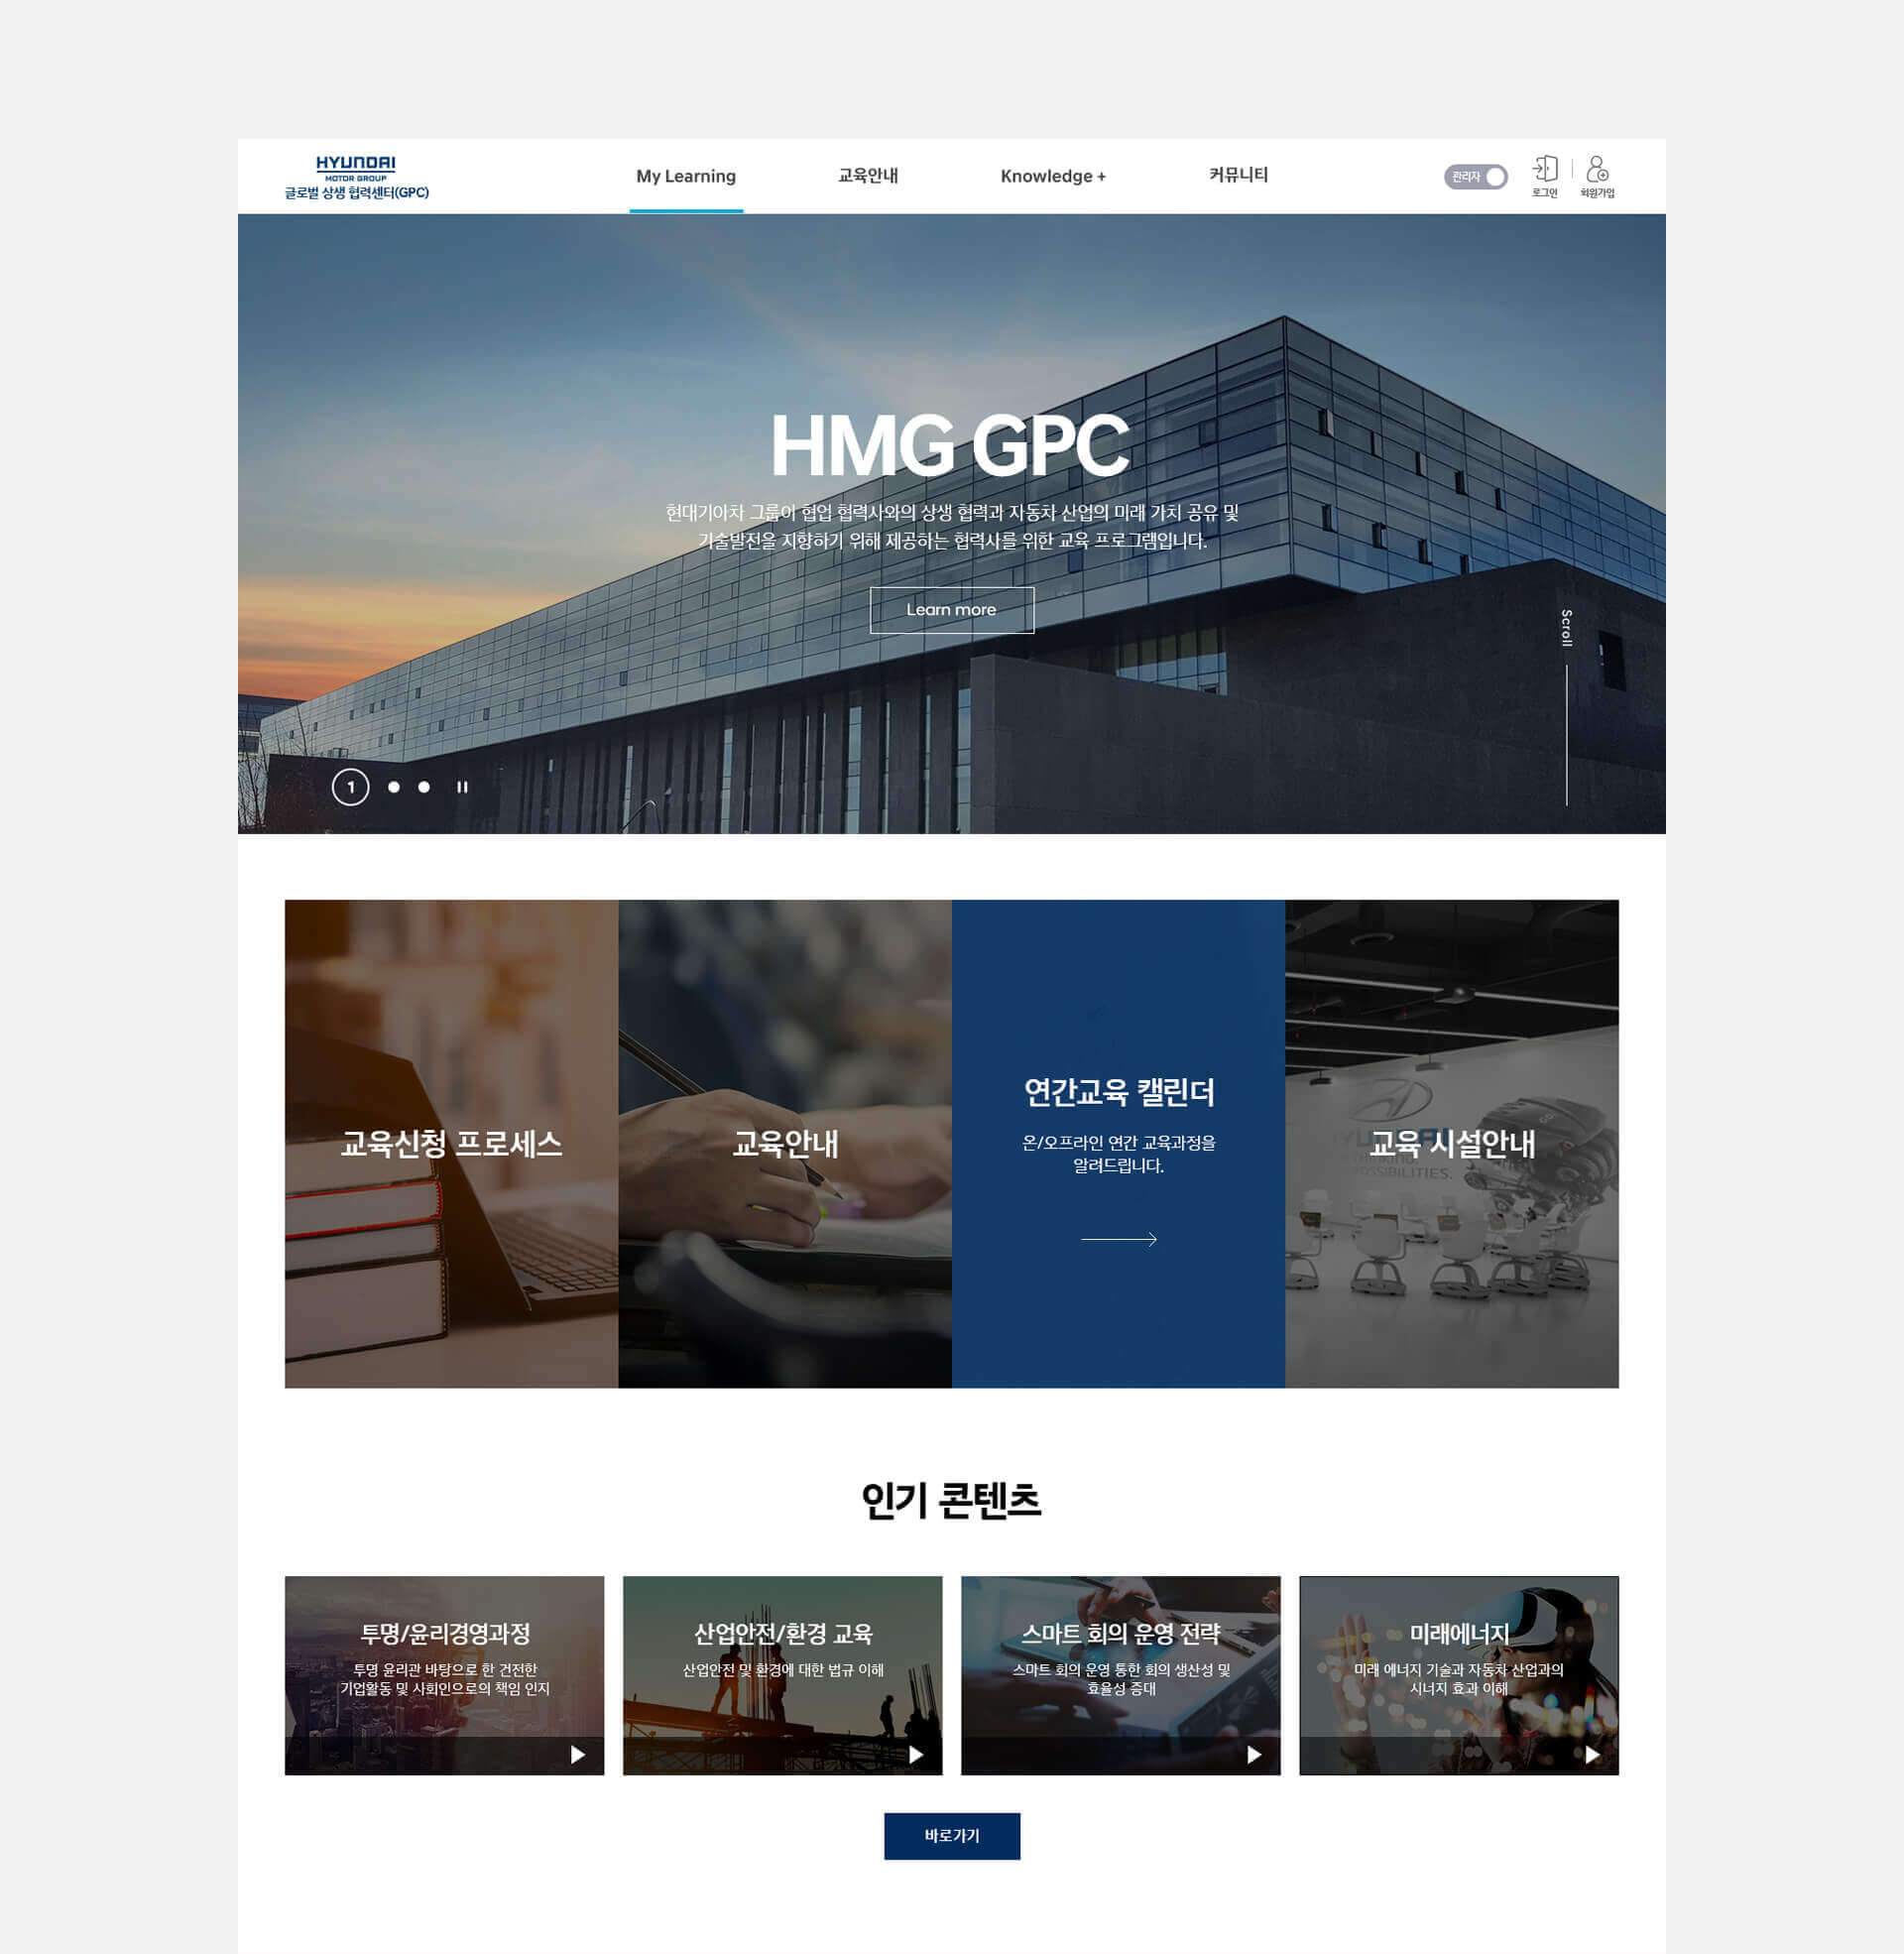 HYUNDAI
MOTOR GROUP
글로벌 상생 협력센터(GPC)
My Learning
교육안내
Knowledge +
커뮤니티
관리자
로그인
회원가입
HMG GPC
현대기아차 그룹이 협업 협력사와의 상생 협력과 자동차 산업의 미래 가치 공유 및
기술발전을 지향하기 위해 제공하는 협력사를 위한 교육 프로그램입니다.
Learn more
Scroll
1
교육신청 프로세스
교육안내
연간교육 캘린더
온/오프라인 연간 교육과정을
알려드립니다.
교육 시설안내
POSSIBILITIES.
인기 콘텐츠
투명/윤리경영과정
투명 윤리관 바탕으로 한 건전한
기업활동 및 사회인으로의 책임 인지
산업안전/환경 교육
산업안전 및 환경에 대한 법규 이해
스마트 회의 운영 전략
스마트 회의 운영 통한 회의 생산성 및
효율성 증대
미래에너지
미래 에너지 기술과 자동차 산업과의
시너지 효과 이해
바로가기